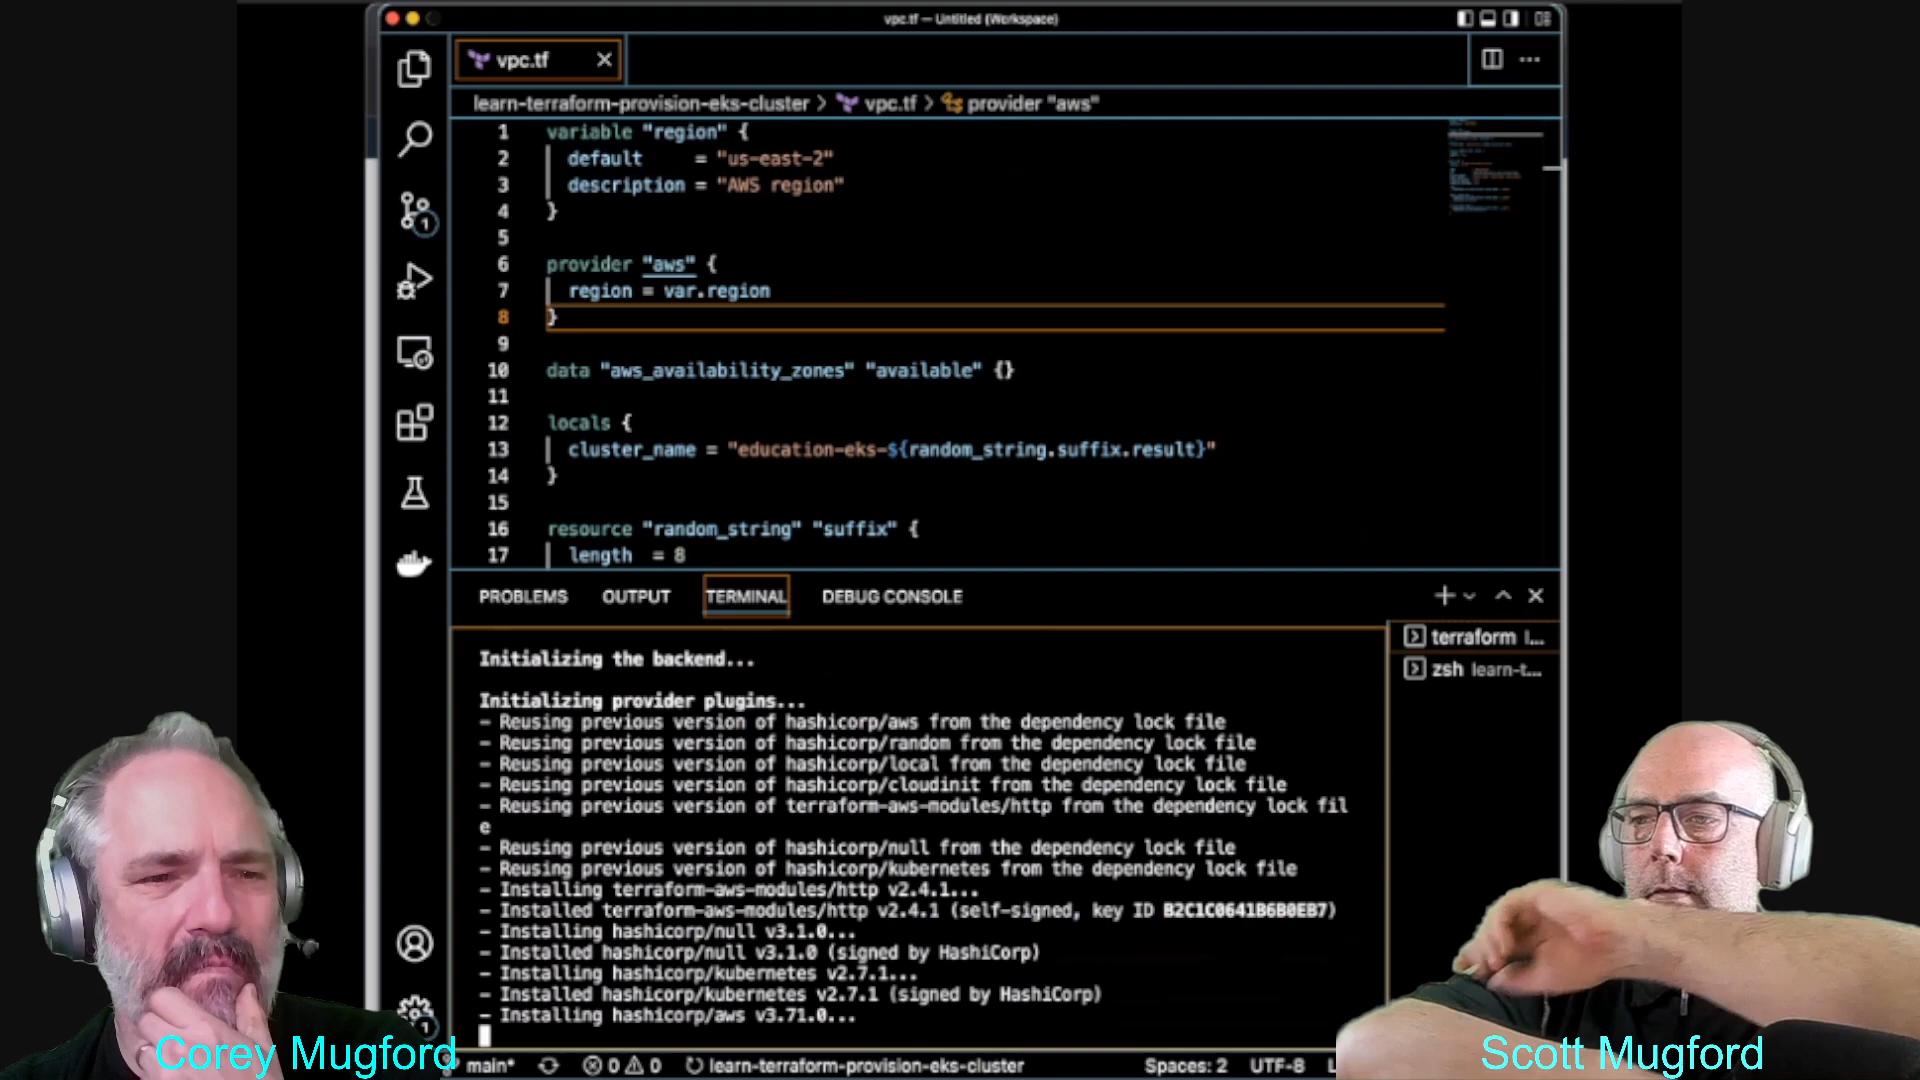 vpc.tf — Untitled (Workspace)
vpc.tf
learn-terraform-provision-eks-cluster > vpc.tf > provider "aws"
1 variable "region" {
2 default = "us-east-2"
3 description = "AWS region"
4 }
5
6 provider "aws" {
7 region = var.region
8 }
9
10 data "aws_availability_zones" "available" {}
11
12 locals {
13 cluster_name = "education-eks-${random_string.suffix.result}"
14 }
15
16 resource "random_string" "suffix" {
17 length = 8
PROBLEMS OUTPUT TERMINAL DEBUG CONSOLE
terraform l...
zsh learn-t...
Initializing the backend...
Initializing provider plugins...
- Reusing previous version of hashicorp/aws from the dependency lock file
- Reusing previous version of hashicorp/random from the dependency lock file
- Reusing previous version of hashicorp/local from the dependency lock file
- Reusing previous version of hashicorp/cloudinit from the dependency lock file
- Reusing previous version of terraform-aws-modules/http from the dependency lock fil
e
- Reusing previous version of hashicorp/null from the dependency lock file
- Reusing previous version of hashicorp/kubernetes from the dependency lock file
- Installing terraform-aws-modules/http v2.4.1...
- Installed terraform-aws-modules/http v2.4.1 (self-signed, key ID B2C1C0641B6B0EB7)
- Installing hashicorp/null v3.1.0...
- Installed hashicorp/null v3.1.0 (signed by HashiCorp)
- Installing hashicorp/kubernetes v2.7.1...
- Installed hashicorp/kubernetes v2.7.1 (signed by HashiCorp)
- Installing hashicorp/aws v3.71.0...
1
1
main* 0 0 learn-terraform-provision-eks-cluster Spaces: 2 UTF-8 L
Corey Mugford
Scott Mugford